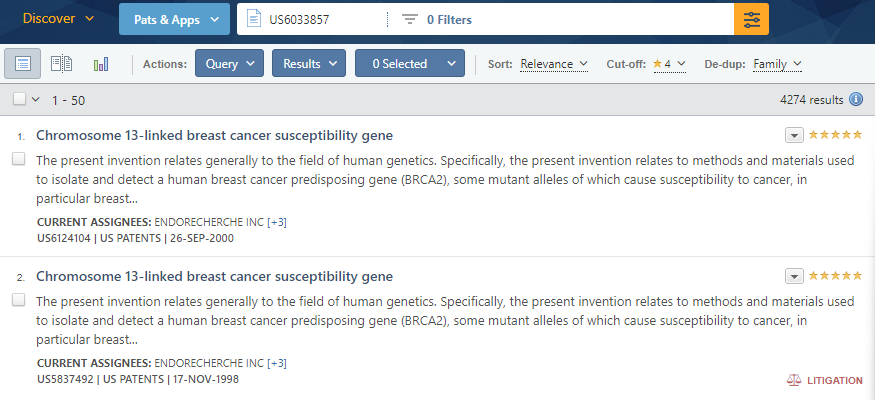 Discover Pats & Apps US6033857 0 Filters
Actions: Query Results 0 Selected Sort: Relevance Cut-off: 4 De-dup: Family
1 - 50 4274 results
1. Chromosome 13-linked breast cancer susceptibility gene
The present invention relates generally to the field of human genetics. Specifically, the present invention relates to methods and materials used
to isolate and detect a human breast cancer predisposing gene (BRCA2), some mutant alleles of which cause susceptibility to cancer, in
particular breast...
CURRENT ASSIGNEES: ENDORECHERCHE INC [+3]
US6124104 | US PATENTS | 26-SEP-2000
2. Chromosome 13-linked breast cancer susceptibility gene
The present invention relates generally to the field of human genetics. Specifically, the present invention relates to methods and materials used
to isolate and detect a human breast cancer predisposing gene (BRCA2), some mutant alleles of which cause susceptibility to cancer, in
particular breast...
CURRENT ASSIGNEES: ENDORECHERCHE INC [+3]
US5837492 | US PATENTS | 17-NOV-1998
LITIGATION